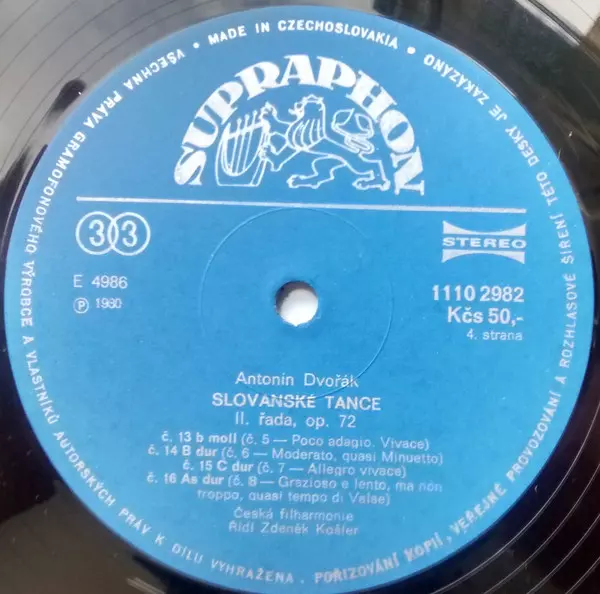 VŠECHNA PRÁVA GRAMOFONOVÉHO VÝROBCE A VLASTNÍKŮ AUTORSKÝCH PRÁV K DÍLU VYHRAŽENA. POŘIZOVÁNÍ KOPIÍ, VEŘEJNÉ PROVOZOVÁNÍ A ROZHLASOVÉ ŠÍŘENÍ TÉTO DESKY JE ZAKÁZÁNO
• MADE IN CZECHOSLOVAKIA •
SUPRAPHON
33
STEREO
E 4986
Ⓟ 1980
1110 2982
Kčs 50,-
4. strana
Antonín Dvořák
SLOVANSKÉ TANCE
II. řada, op. 72
č. 13 b moll (č. 5 — Poco adagio. Vivace)
č. 14 B dur (č. 6 — Moderato, quasi Minuetto)
č. 15 C dur (č. 7 — Allegro vivace)
č. 16 As dur (č. 8 — Grazioso e lento, ma non
troppo, quasi tempo di Valse)
Česká filharmonie
Řídí Zdeněk Košler